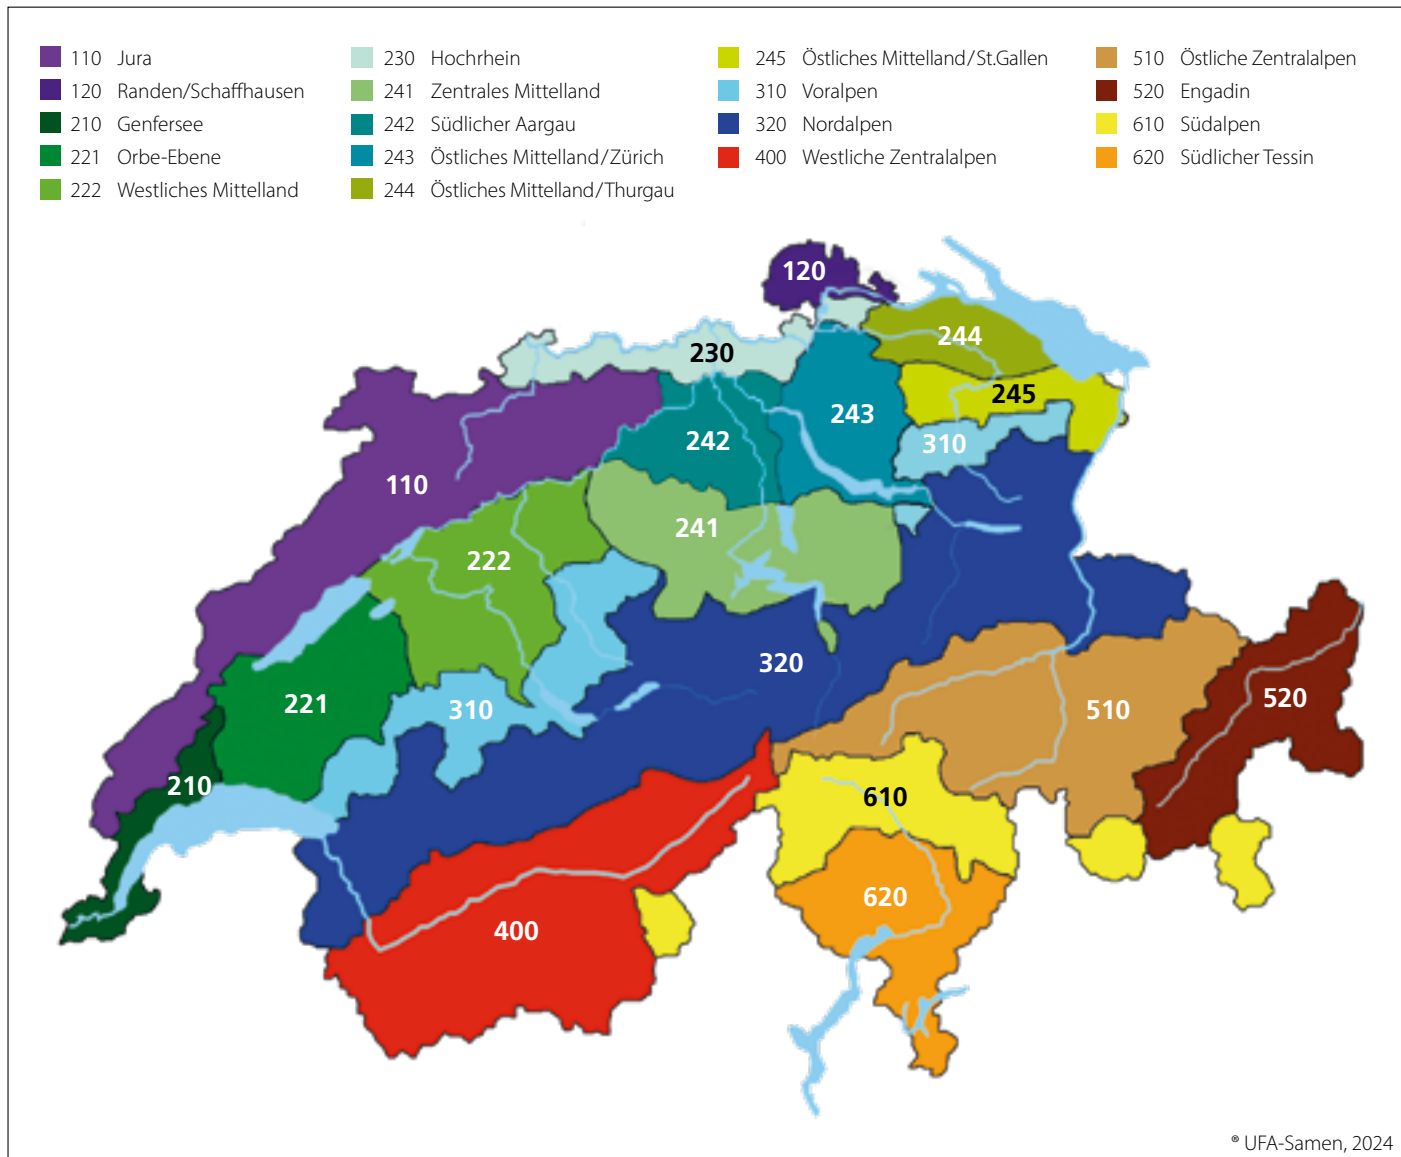 110 Jura
120 Randen/Schaffhausen
210 Genfersee
221 Orbe-Ebene
222 Westliches Mittelland
230 Hochrhein
241 Zentrales Mittelland
242 Südlicher Aargau
243 Östliches Mittelland/Zürich
244 Östliches Mittelland/Thurgau
245 Östliches Mittelland/St.Gallen
310 Voralpen
320 Nordalpen
400 Westliche Zentralalpen
510 Östliche Zentralalpen
520 Engadin
610 Südalpen
620 Südlicher Tessin
120
244
230
245
243
242
310
110
241
222
320
221
310
510
520
210
610
620
400
® UFA-Samen, 2024